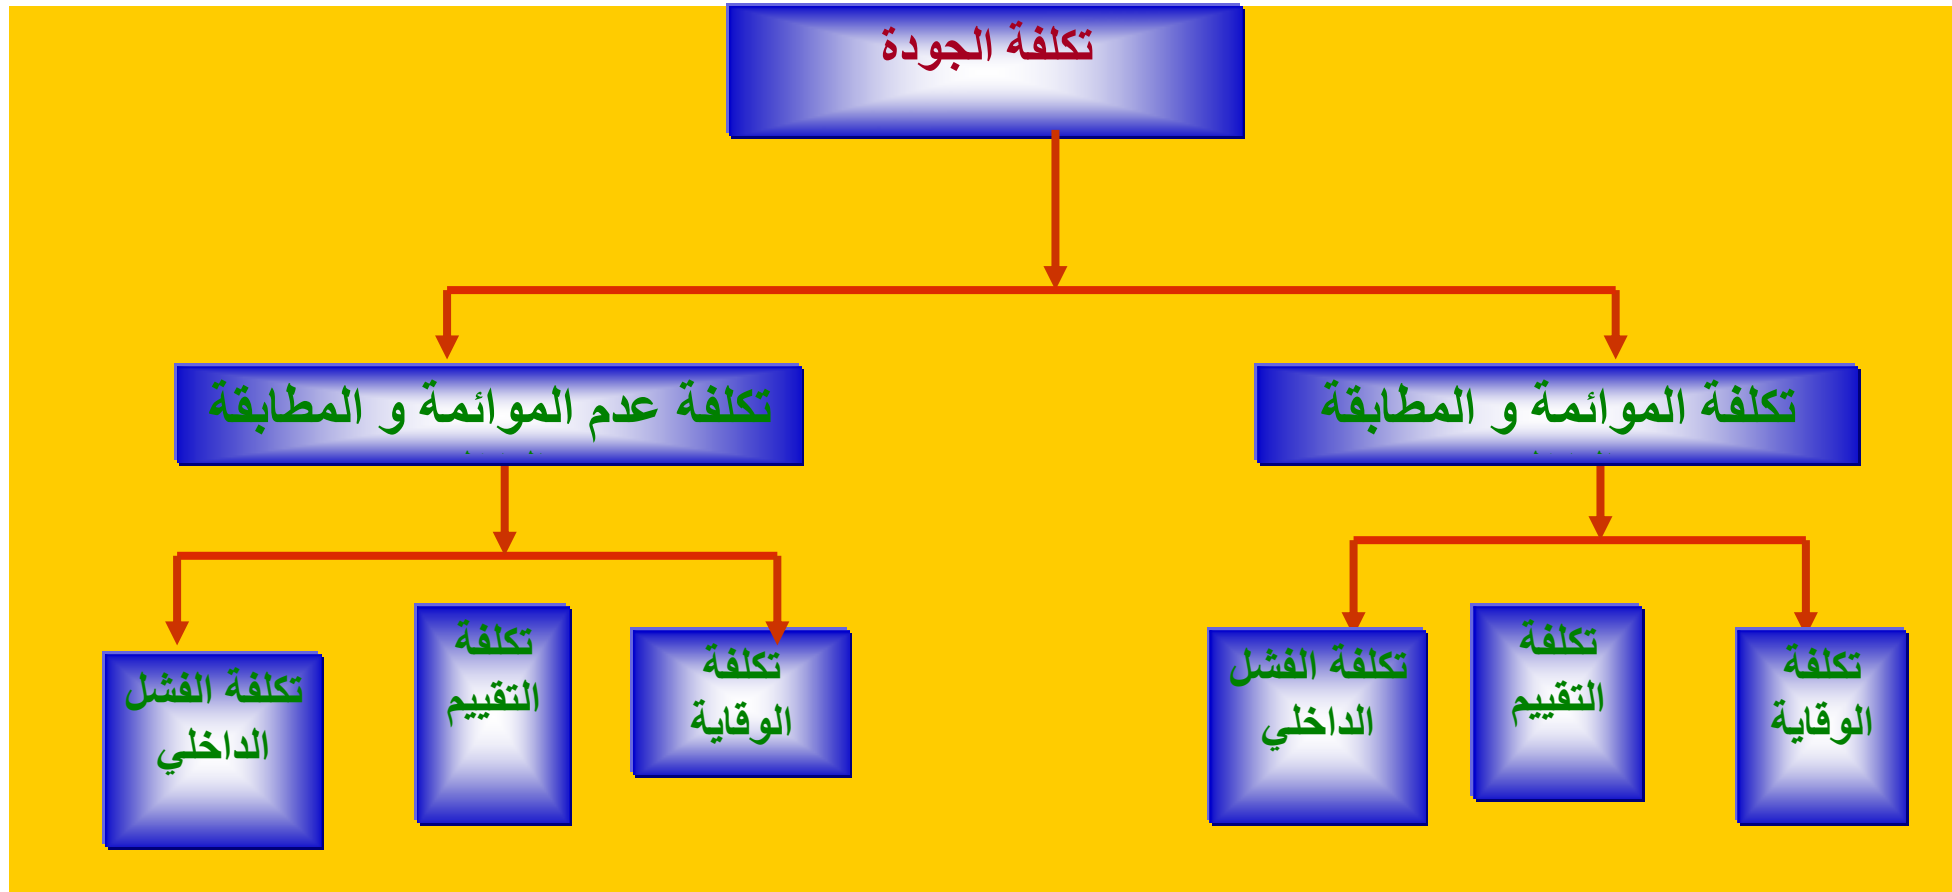 تكلفة الجودة
تكلفة الموائمة و المطابقة
تكلفة عدم الموائمة و المطابقة
تكلفة
الوقاية
تكلفة
التقييم
تكلفة الفشل
الداخلي
تكلفة
الوقاية
تكلفة
التقييم
تكلفة الفشل
الداخلي